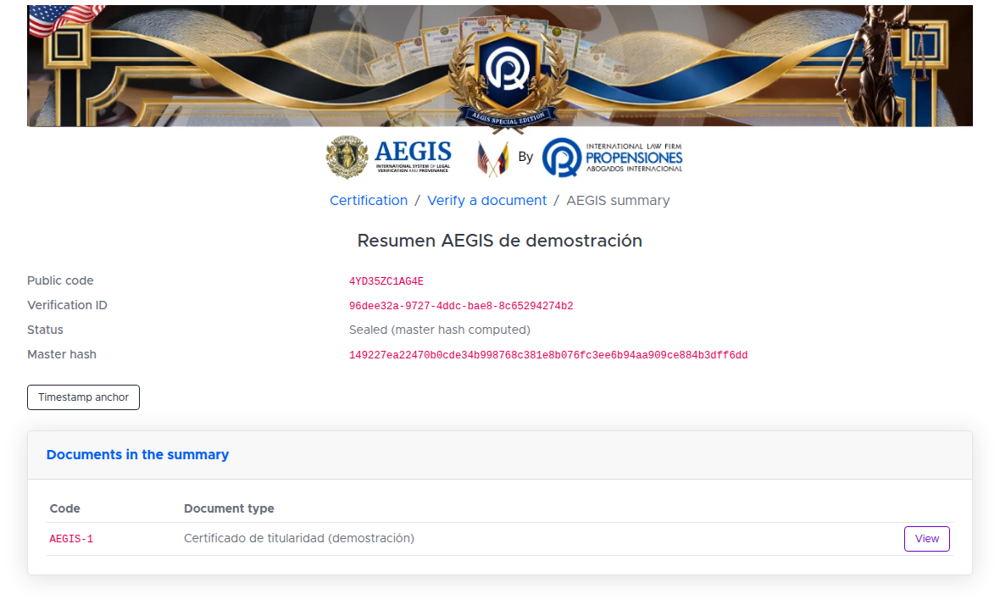 AEGIS SPECIAL EDITION
AEGIS
INTERNATIONAL SYSTEM OF LEGAL
VERIFICATION AND PROVENANCE
By
INTERNATIONAL LAW FIRM
PROPENSIONES
ABOGADOS INTERNACIONAL
Certification / Verify a document / AEGIS summary
Resumen AEGIS de demostración
Public code 4YD35ZC1AG4E
Verification ID 96dee32a-9727-4ddc-bae8-8c65294274b2
Status Sealed (master hash computed)
Master hash 149227ea22470b0cde34b998768c381e8b076fc3ee6b94aa909ce884b3dff6dd
Timestamp anchor
Documents in the summary
Code Document type
AEGIS-1 Certificado de titularidad (demostración) View